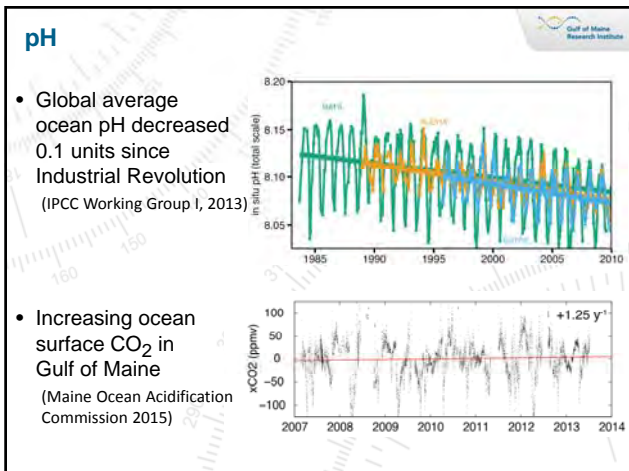 pH
Gulf of Maine
Research Institute
• Global average
ocean pH decreased
0.1 units since
Industrial Revolution
(IPCC Working Group I, 2013)
8.20
8.15
8.10
8.05
in situ pH (total scale)
1985
1990
1995
2000
2005
2010
• Increasing ocean
surface CO2 in
Gulf of Maine
(Maine Ocean Acidification
Commission 2015)
+1.25 y-1
100
50
0
−50
−100
xCO2 (ppmv)
2007
2008
2009
2010
2011
2012
2013
2014
160
150